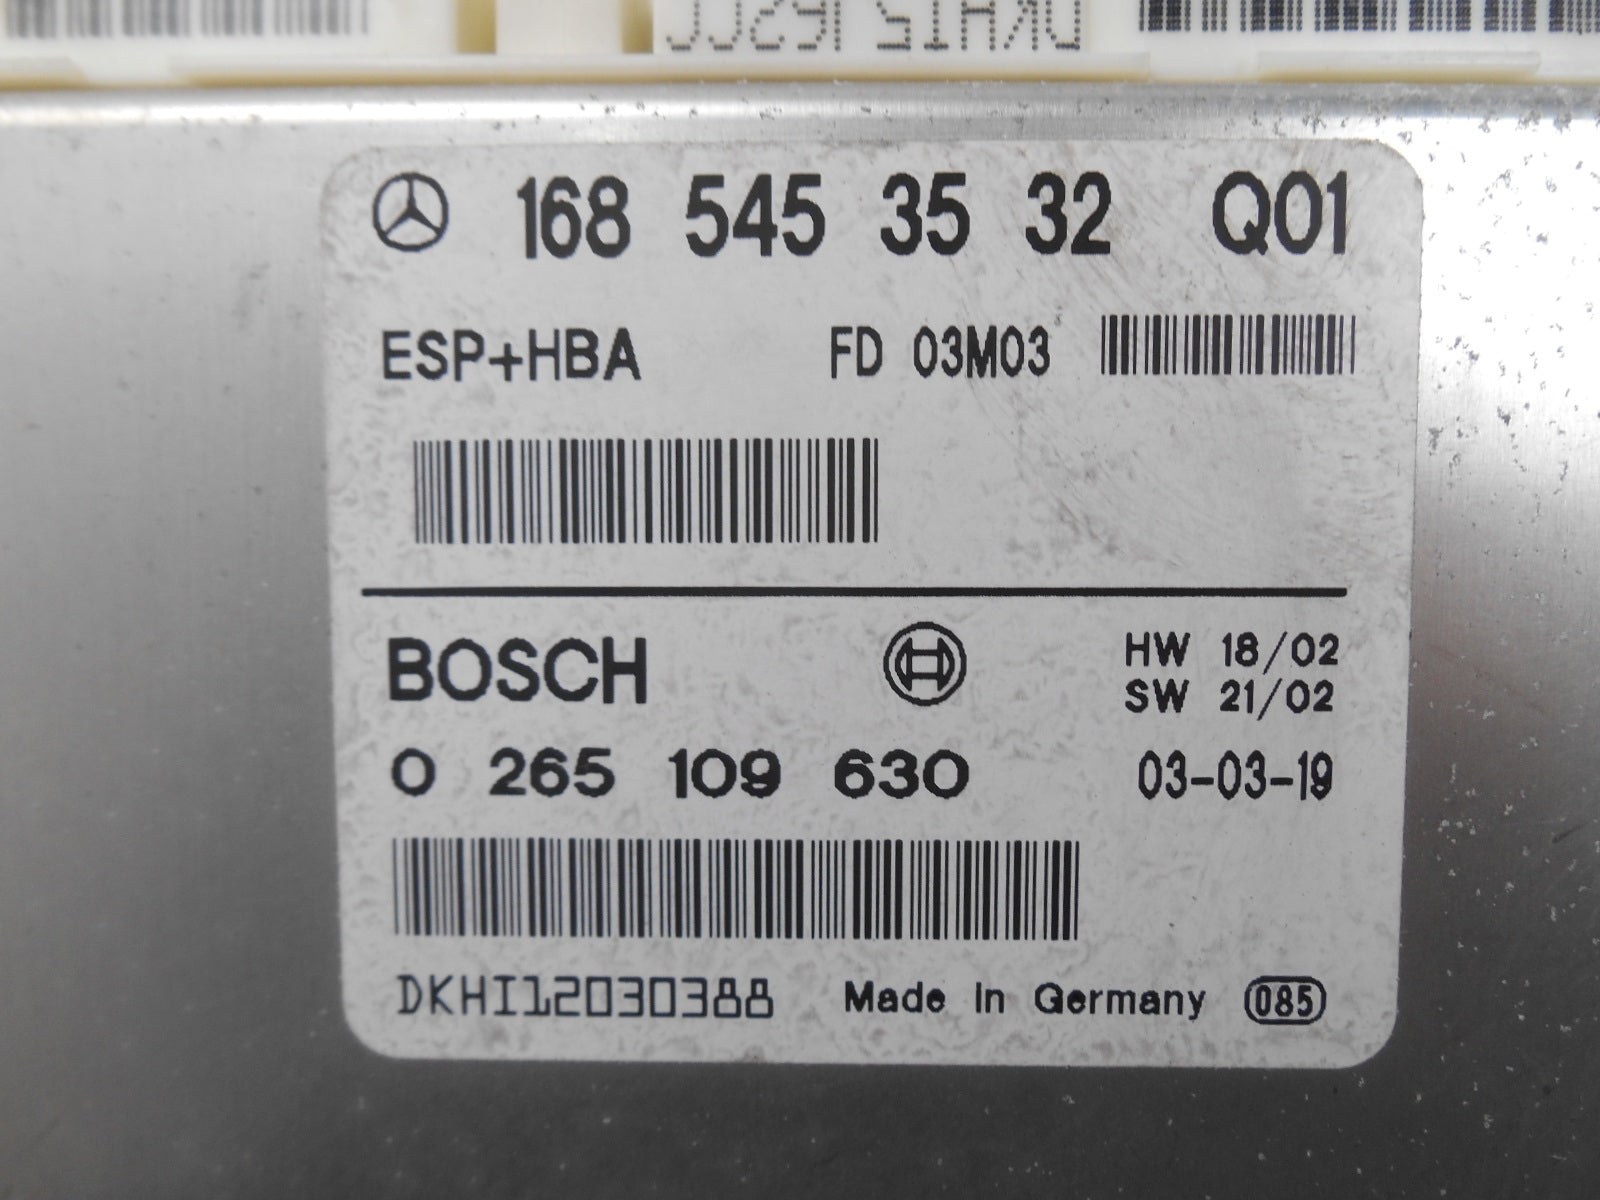 168 545 35 32 Q01
ESP+HBA FD 03M03
BOSCH HW 18/02
SW 21/02
0 265 109 630 03-03-19
DKHI12030388 Made In Germany 085